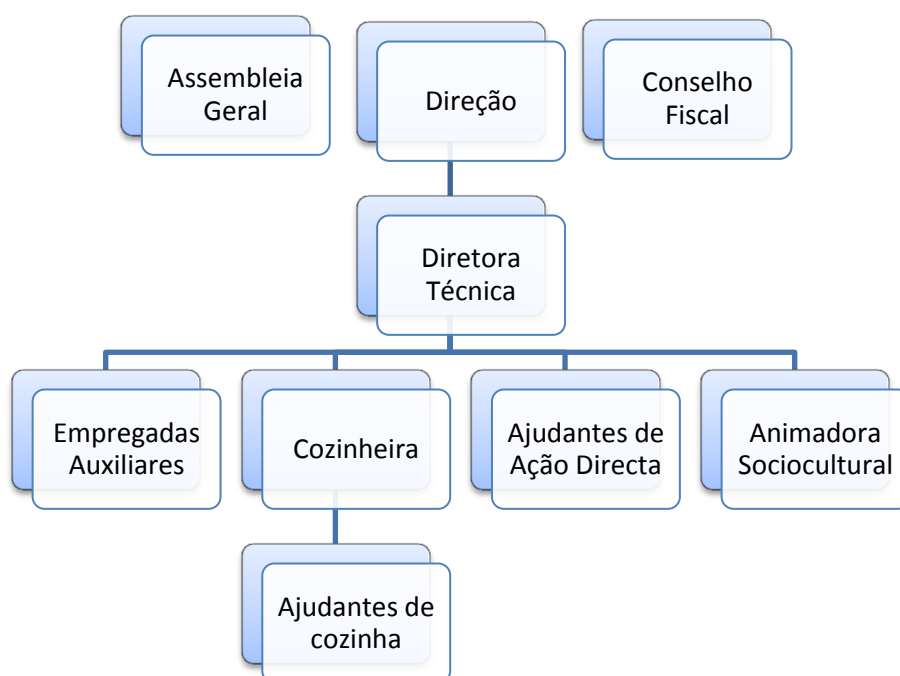 Assembleia
Geral
Direção
Conselho
Fiscal
Diretora
Técnica
Empregadas
Auxiliares
Cozinheira
Ajudantes de
Ação Directa
Animadora
Sociocultural
Ajudantes de
cozinha